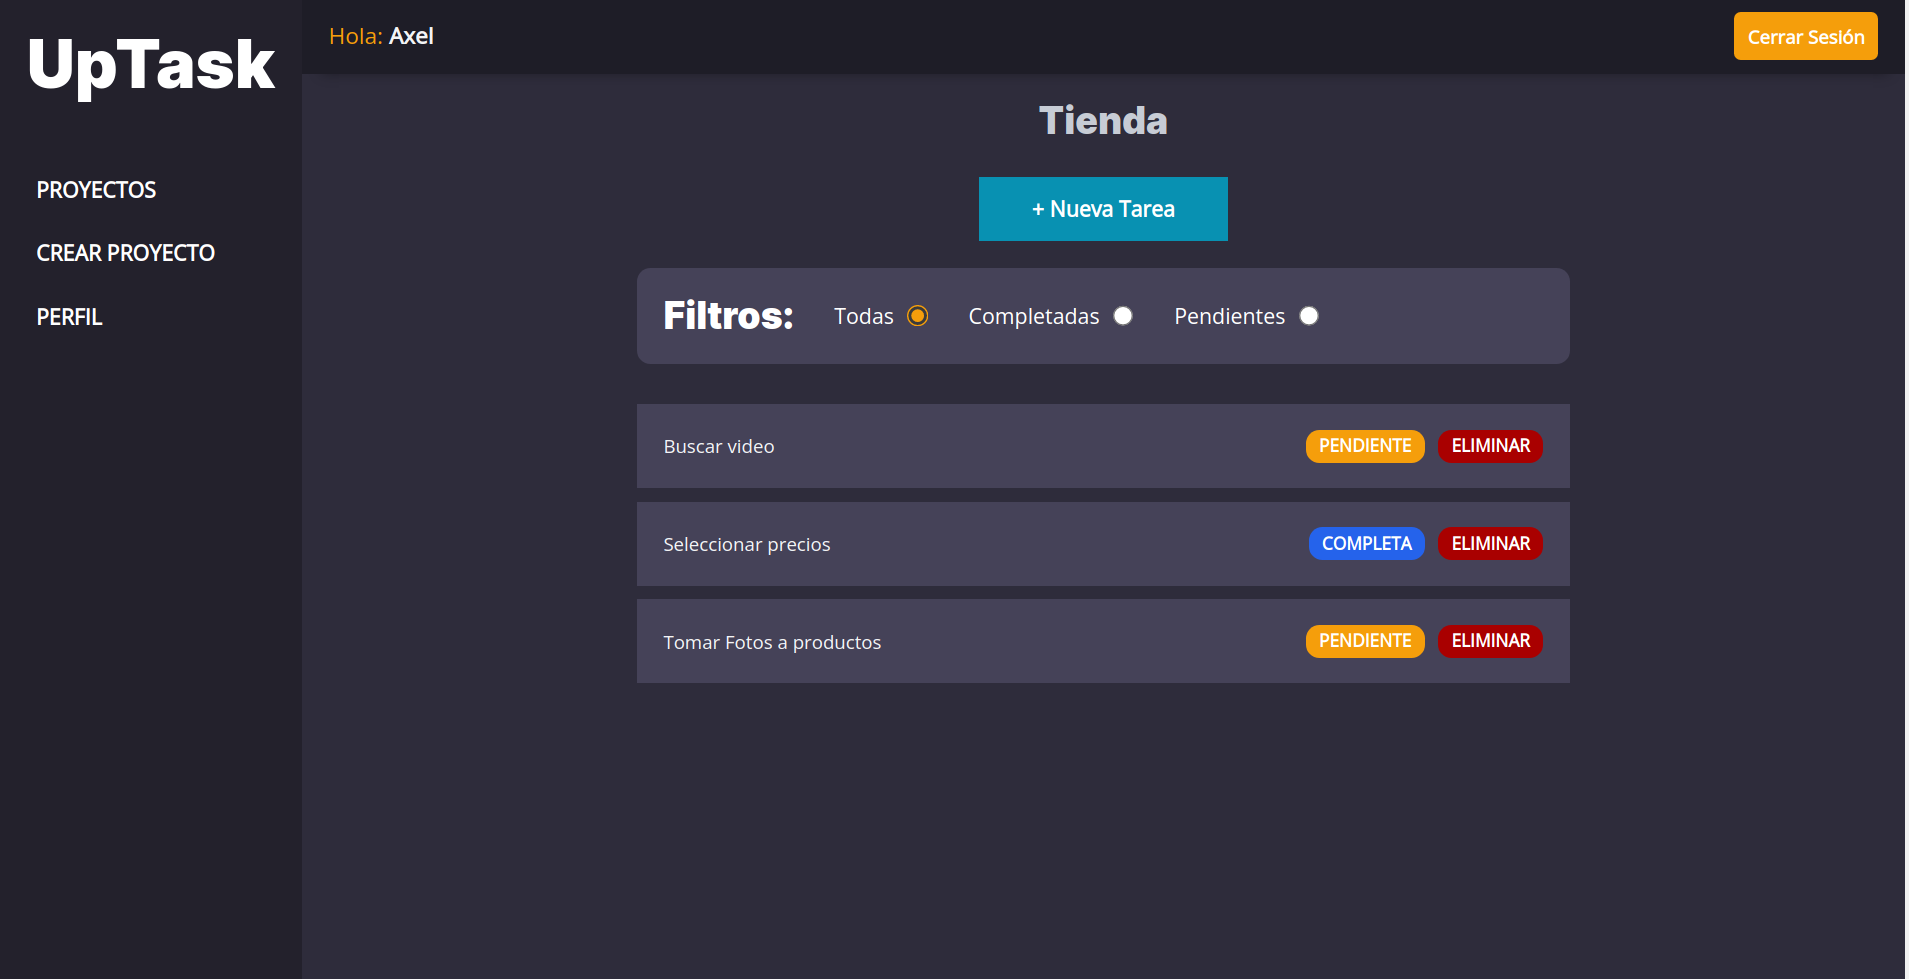 UpTask
PROYECTOS
CREAR PROYECTO
PERFIL
Hola: Axel
Cerrar Sesión
Tienda
+ Nueva Tarea
Filtros: Todas Completadas Pendientes
Buscar video PENDIENTE ELIMINAR
Seleccionar precios COMPLETA ELIMINAR
Tomar Fotos a productos PENDIENTE ELIMINAR